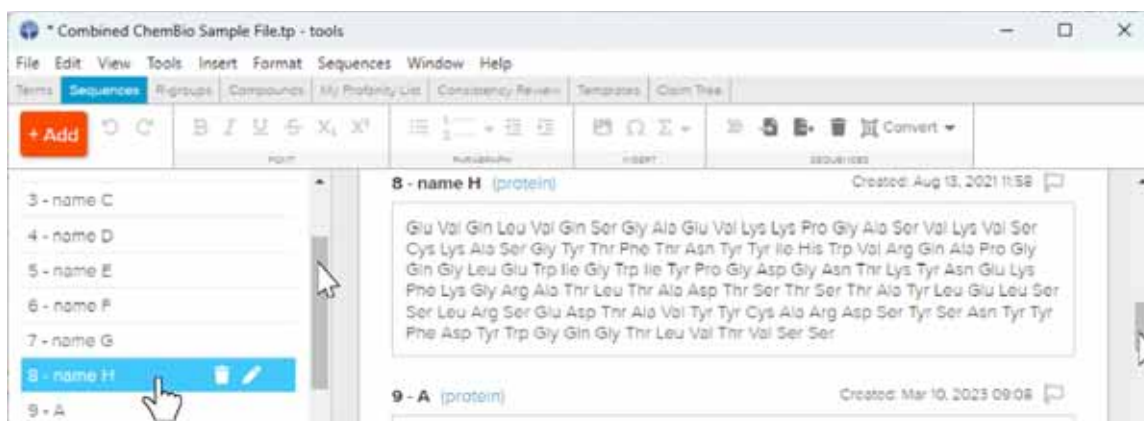 * Combined ChemBio Sample File.tp - tools
File Edit View Tools Insert Format Sequences Window Help
Terms Sequences R-groups Compounds My Profanity List Consistency Review Templates Claim Tree
+ Add B I U S X₁ X² Ω Σ Convert
FONT PARAGRAPH INSERT SEQUENCES
3 - name C
4 - name D
5 - name E
6 - name F
7 - name G
8 - name H
9 - A
8 - name H (protein) Created: Aug 13, 2021 11:58
Glu Val Gln Leu Val Gln Ser Gly Ala Glu Val Lys Lys Pro Gly Ala Ser Val Lys Val Ser
Cys Lys Ala Ser Gly Tyr Thr Phe Thr Asn Tyr Tyr Ile His Trp Val Arg Gln Ala Pro Gly
Gln Gly Leu Glu Trp Ile Gly Trp Ile Tyr Pro Gly Asp Gly Asn Thr Lys Tyr Asn Glu Lys
Phe Lys Gly Arg Ala Thr Leu Thr Ala Asp Thr Ser Thr Ser Thr Ala Tyr Leu Glu Leu Ser
Ser Leu Arg Ser Glu Asp Thr Ala Val Tyr Tyr Cys Ala Arg Asp Ser Tyr Ser Asn Tyr Tyr
Phe Asp Tyr Trp Gly Gln Gly Thr Leu Val Thr Val Ser Ser
9 - A (protein) Created: Mar 10, 2023 09:08